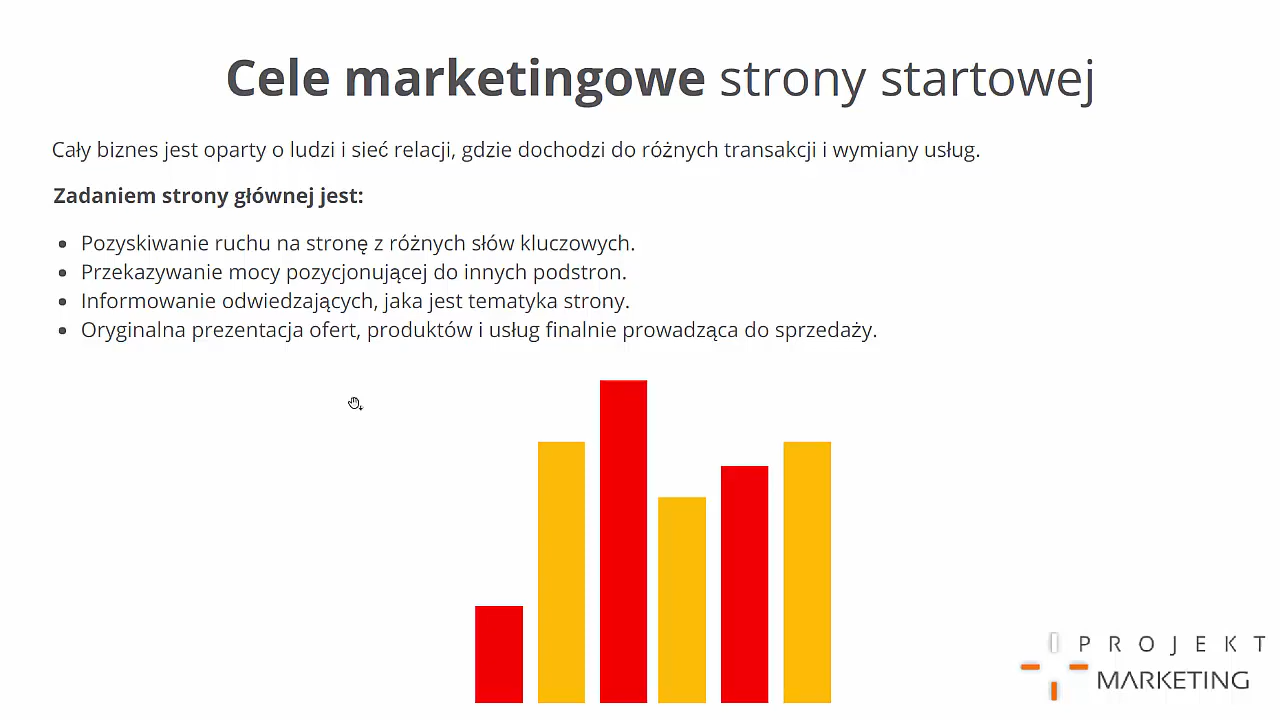 Cele marketingowe strony startowej
Cały biznes jest oparty o ludzi i sieć relacji, gdzie dochodzi do różnych transakcji i wymiany usług.
Zadaniem strony głównej jest:
Pozyskiwanie ruchu na stronę z różnych słów kluczowych.
Przekazywanie mocy pozycjonującej do innych podstron.
Informowanie odwiedzających, jaka jest tematyka strony.
Oryginalna prezentacja ofert, produktów i usług finalnie prowadząca do sprzedaży.
PROJEKT
MARKETING